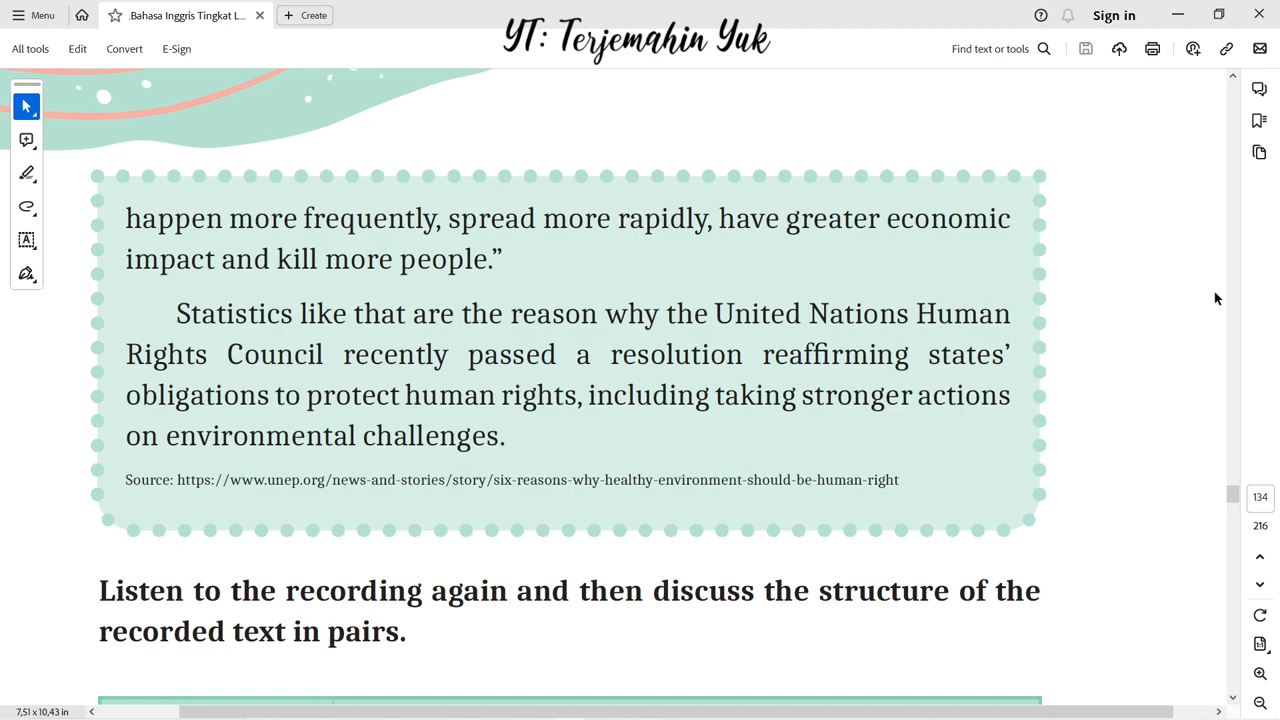 Menu
.Bahasa Inggris Tingkat L...
Create
YT: Terjemahin Yuk
Sign in
All tools
Edit
Convert
E-Sign
Find text or tools
happen more frequently, spread more rapidly, have greater economic
impact and kill more people.”
Statistics like that are the reason why the United Nations Human
Rights Council recently passed a resolution reaffirming states’
obligations to protect human rights, including taking stronger actions
on environmental challenges.
Source: https://www.unep.org/news-and-stories/story/six-reasons-why-healthy-environment-should-be-human-right
Listen to the recording again and then discuss the structure of the
recorded text in pairs.
134
216
7,51 x 10,43 in